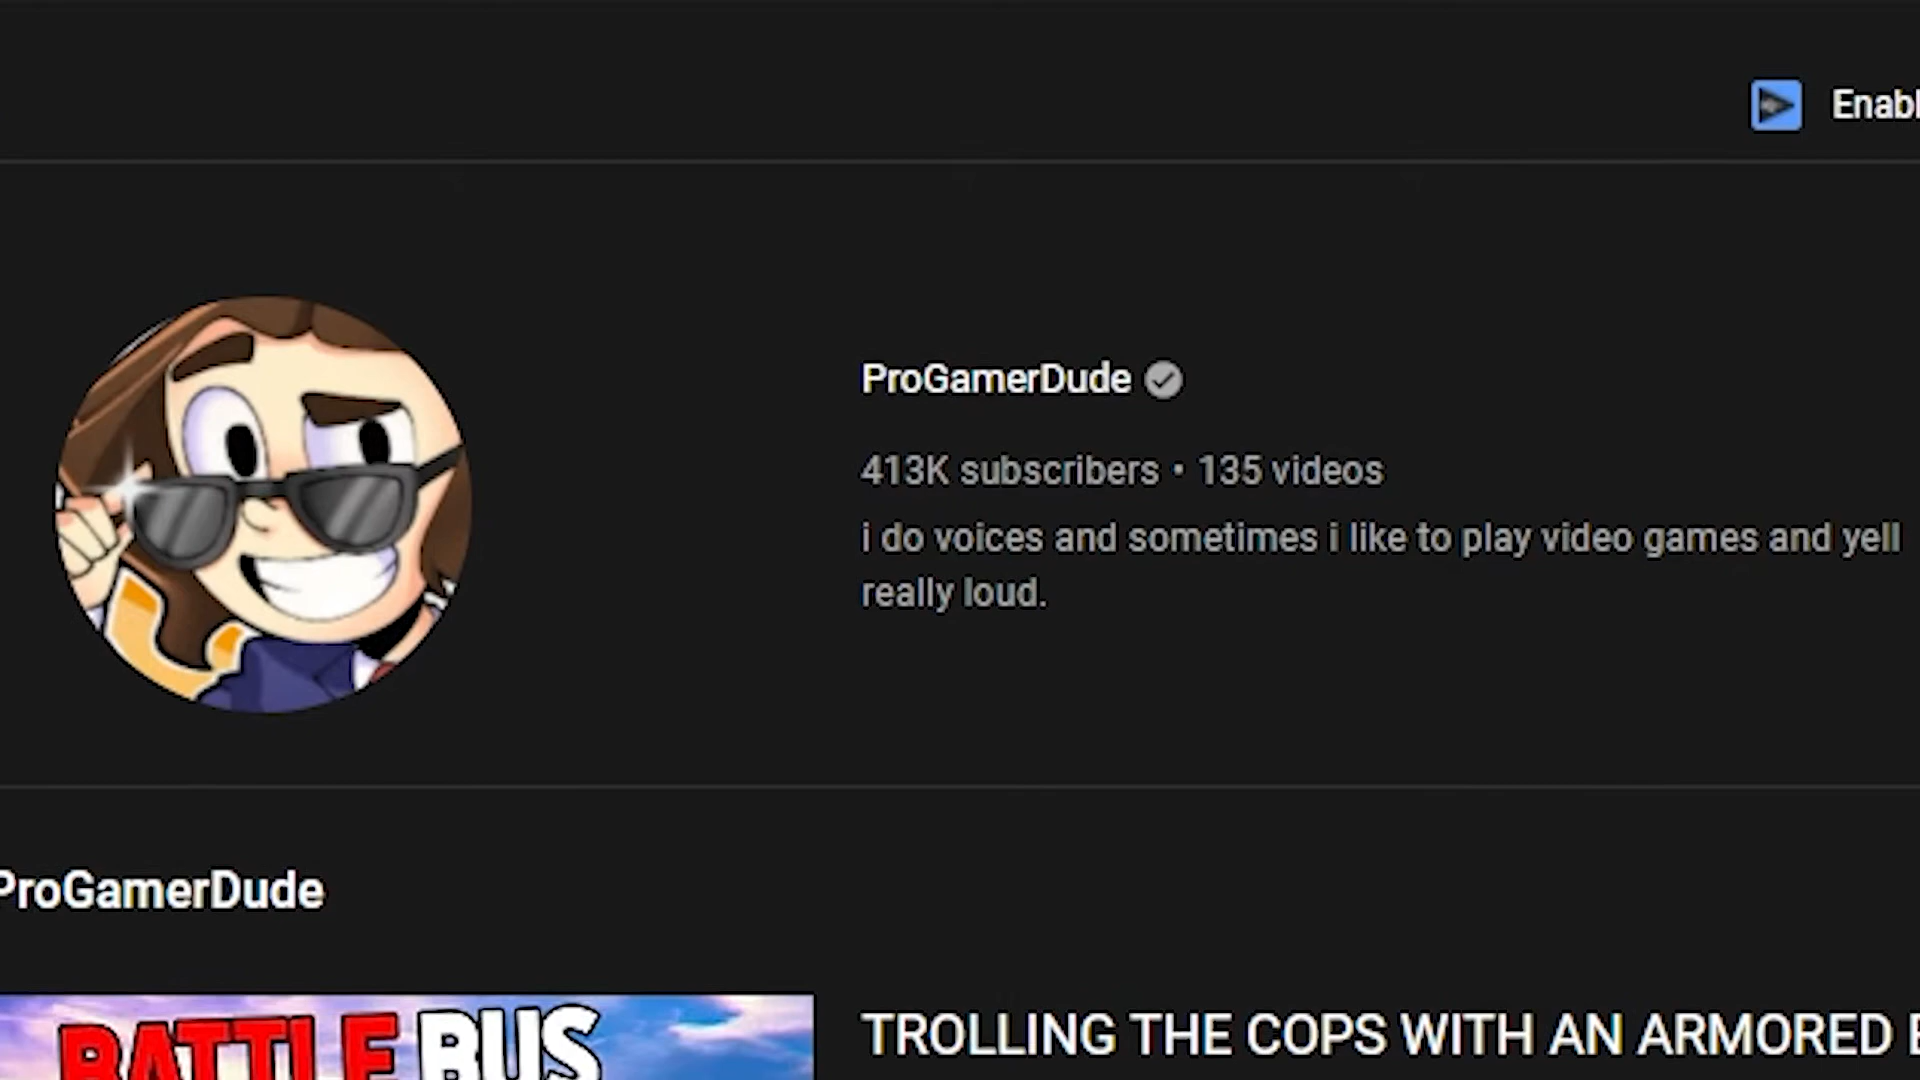 Enabl
ProGamerDude
413K subscribers • 135 videos
i do voices and sometimes i like to play video games and yell
really loud.
ProGamerDude
BATTLE BUS
TROLLING THE COPS WITH AN ARMORED